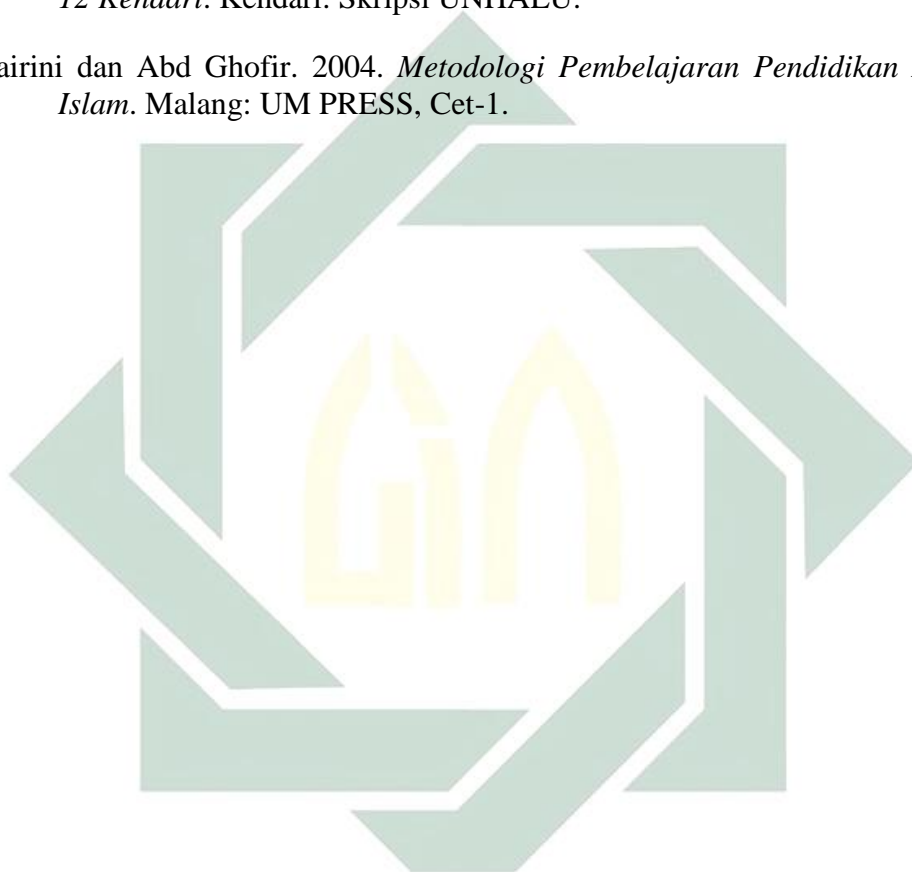 12 Kendari. Kendari: Skripsi UNHALU.
airini dan Abd Ghofir. 2004. Metodologi Pembelajaran Pendidikan
Islam. Malang: UM PRESS, Cet-1.